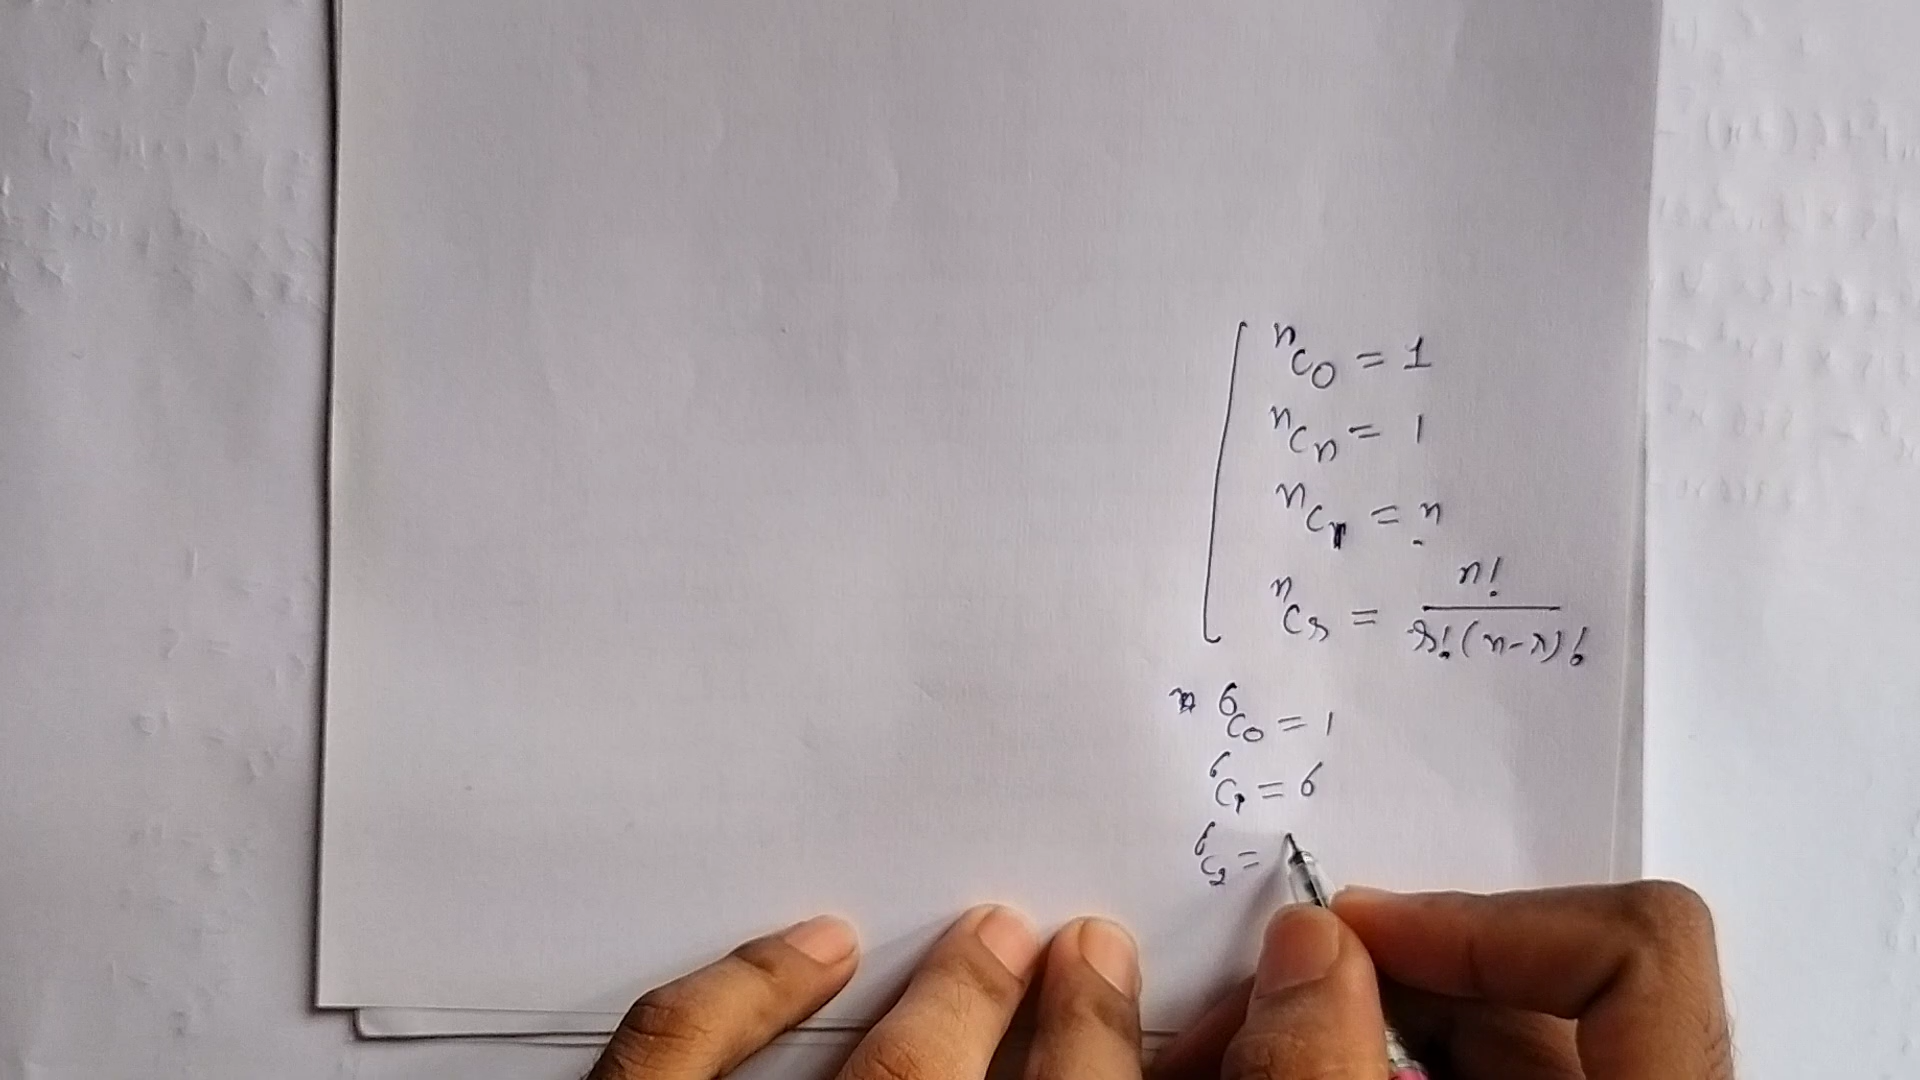 ⁿC₀ = 1
ⁿCₙ = 1
ⁿC₁ = n
ⁿCᵣ = n! / r!(n-r)!
⁶C₀ = 1
⁶C₁ = 6
⁶C₂ =